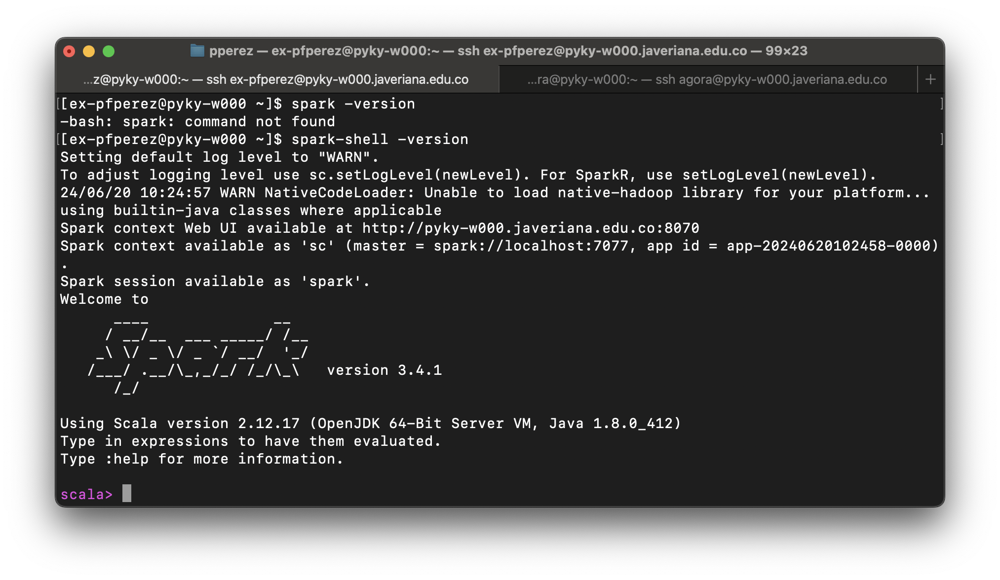 pperez — ex-pfperez@pyky-w000:~ — ssh ex-pfperez@pyky-w000.javeriana.edu.co — 99×23
...z@pyky-w000:~ — ssh ex-pfperez@pyky-w000.javeriana.edu.co
...ra@pyky-w000:~ — ssh agora@pyky-w000.javeriana.edu.co +
[[ex-pfperez@pyky-w000 ~]$ spark -version ]
-bash: spark: command not found
[[ex-pfperez@pyky-w000 ~]$ spark-shell -version ]
Setting default log level to "WARN".
To adjust logging level use sc.setLogLevel(newLevel). For SparkR, use setLogLevel(newLevel).
24/06/20 10:24:57 WARN NativeCodeLoader: Unable to load native-hadoop library for your platform...
using builtin-java classes where applicable
Spark context Web UI available at http://pyky-w000.javeriana.edu.co:8070
Spark context available as 'sc' (master = spark://localhost:7077, app id = app-20240620102458-0000)
.
Spark session available as 'spark'.
Welcome to
      ____              __
     / __/__  ___ _____/ /__
    _\ \/ _ \/ _ `/ __/  '_/
   /___/ .__/\_,_/_/ /_/\_\   version 3.4.1
      /_/
Using Scala version 2.12.17 (OpenJDK 64-Bit Server VM, Java 1.8.0_412)
Type in expressions to have them evaluated.
Type :help for more information.
scala>